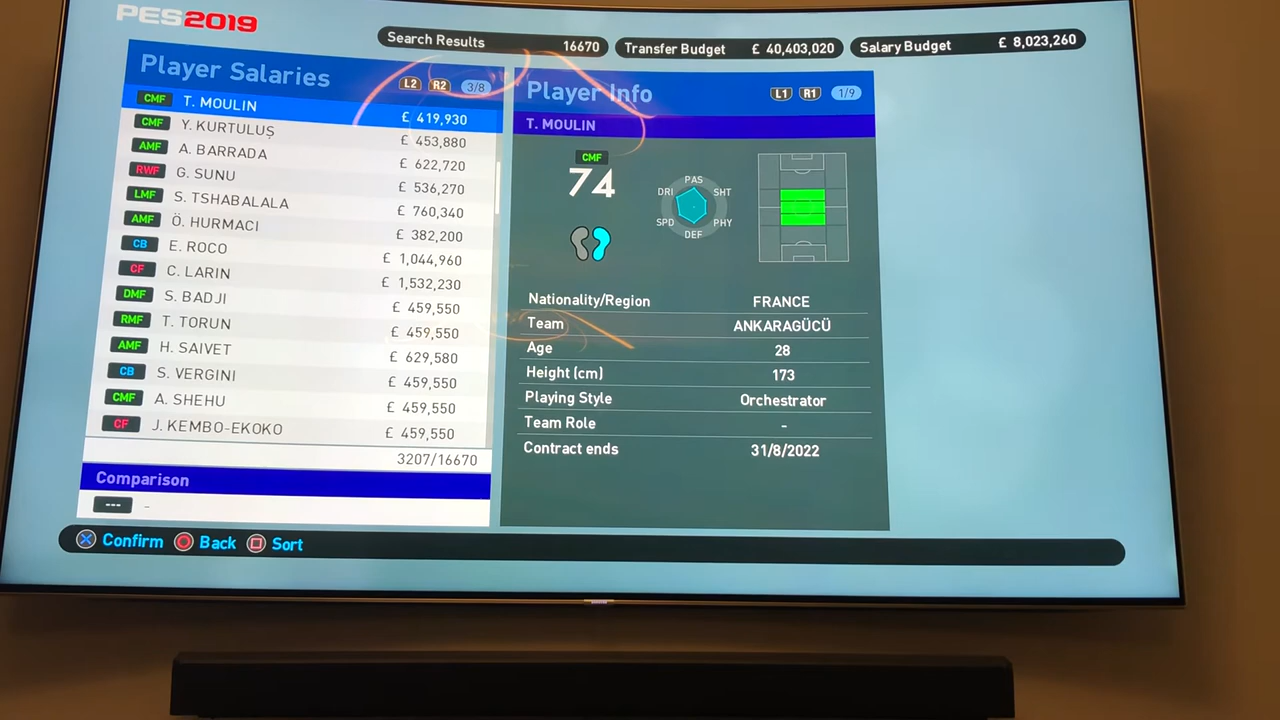 PES2019
Search Results 16670
Transfer Budget £ 40,403,020
Salary Budget £ 8,023,260
Player Salaries L2 R2 3/8
CMF T. MOULIN £ 419,930
CMF Y. KURTULUŞ £ 453,880
AMF A. BARRADA £ 622,720
RWF G. SUNU £ 536,270
LMF S. TSHABALALA £ 760,340
AMF Ö. HURMACI £ 382,200
CB E. ROCO £ 1,044,960
CF C. LARIN £ 1,532,230
DMF S. BADJI £ 459,550
RMF T. TORUN £ 459,550
AMF H. SAIVET £ 629,580
CB S. VERGINI £ 459,550
CMF A. SHEHU £ 459,550
CF J. KEMBO-EKOKO £ 459,550
3207/16670
Comparison
--- -
Player Info L1 R1 1/9
T. MOULIN
CMF
74
PAS
DRI SHT
SPD PHY
DEF
Nationality/Region FRANCE
Team ANKARAGÜCÜ
Age 28
Height (cm) 173
Playing Style Orchestrator
Team Role -
Contract ends 31/8/2022
Confirm Back Sort